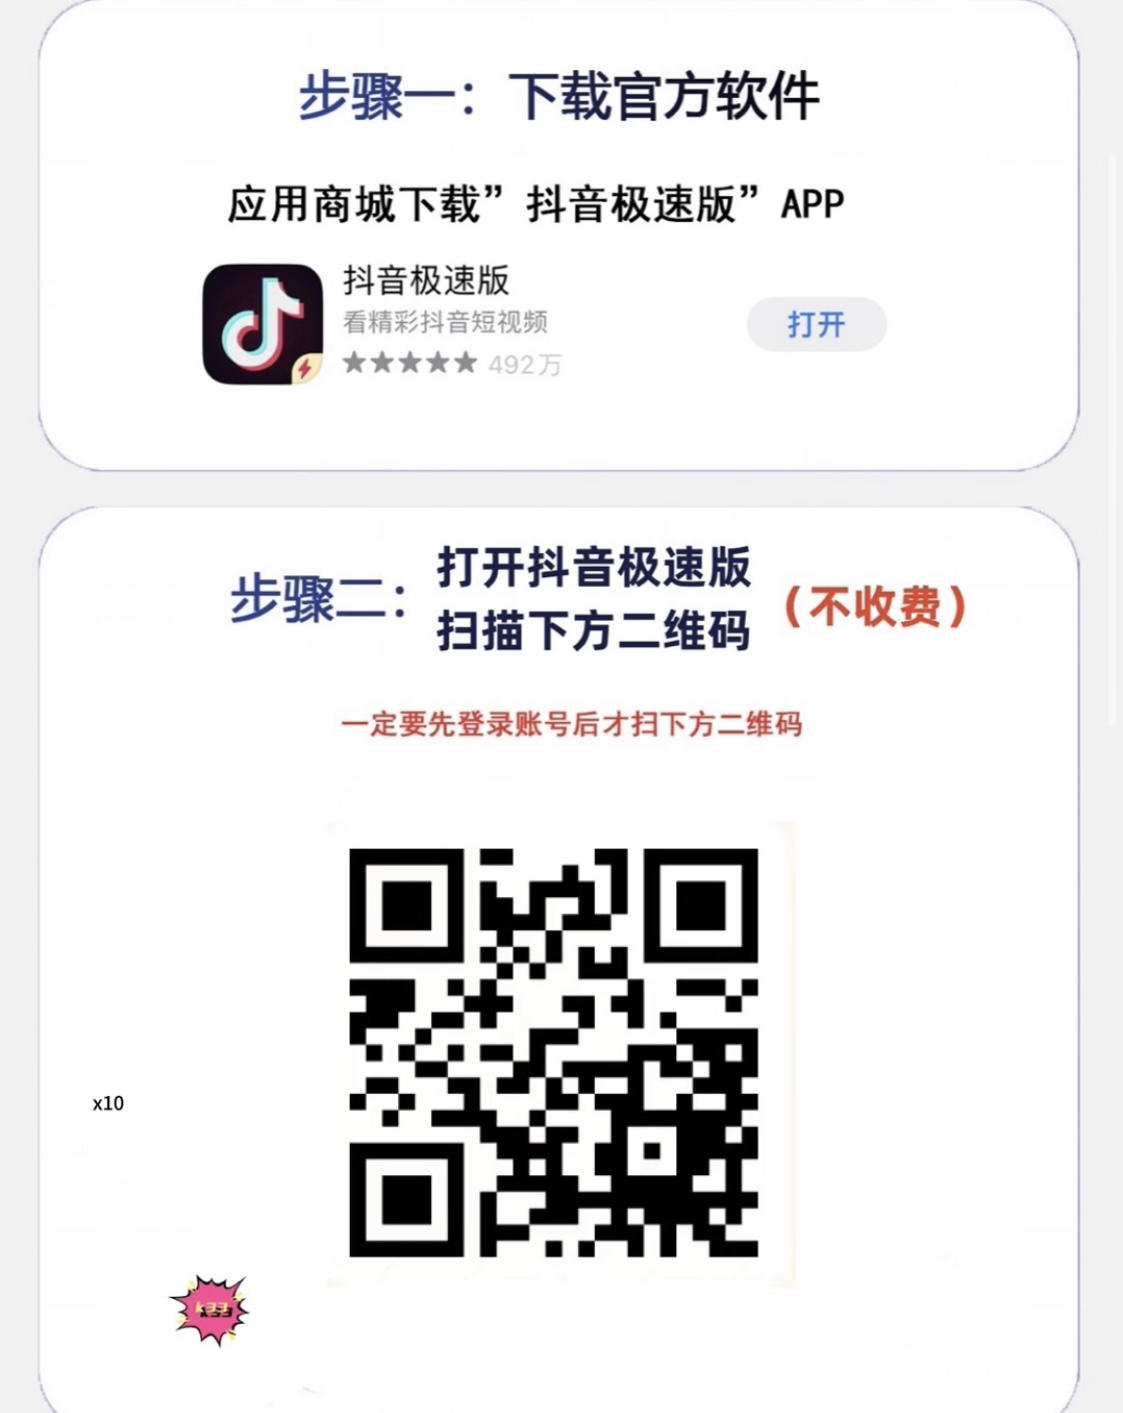 步骤一：下载官方软件
应用商城下载”抖音极速版”APP
抖音极速版
看精彩抖音短视频
492万
打开
步骤二：
打开抖音极速版
扫描下方二维码
（不收费）
一定要先登录账号后才扫下方二维码
x10
k33